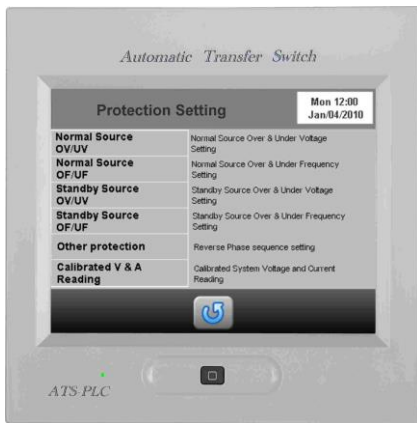 Automatic Transfer Switch
Protection Setting
Mon 12:00
Jan/04/2010
Normal Source
OV/UV
Normal Source Over & Under Voltage
Setting
Normal Source
OF/UF
Normal Source Over & Under Frequency
Setting
Standby Source
OV/UV
Standby Source Over & Under Voltage
Setting
Standby Source
OF/UF
Standby Source Over & Under Frequency
Setting
Other protection
Reverse Phase sequence setting
Calibrated V & A
Reading
Calibrated System Voltage and Current
Reading
ATS-PLC